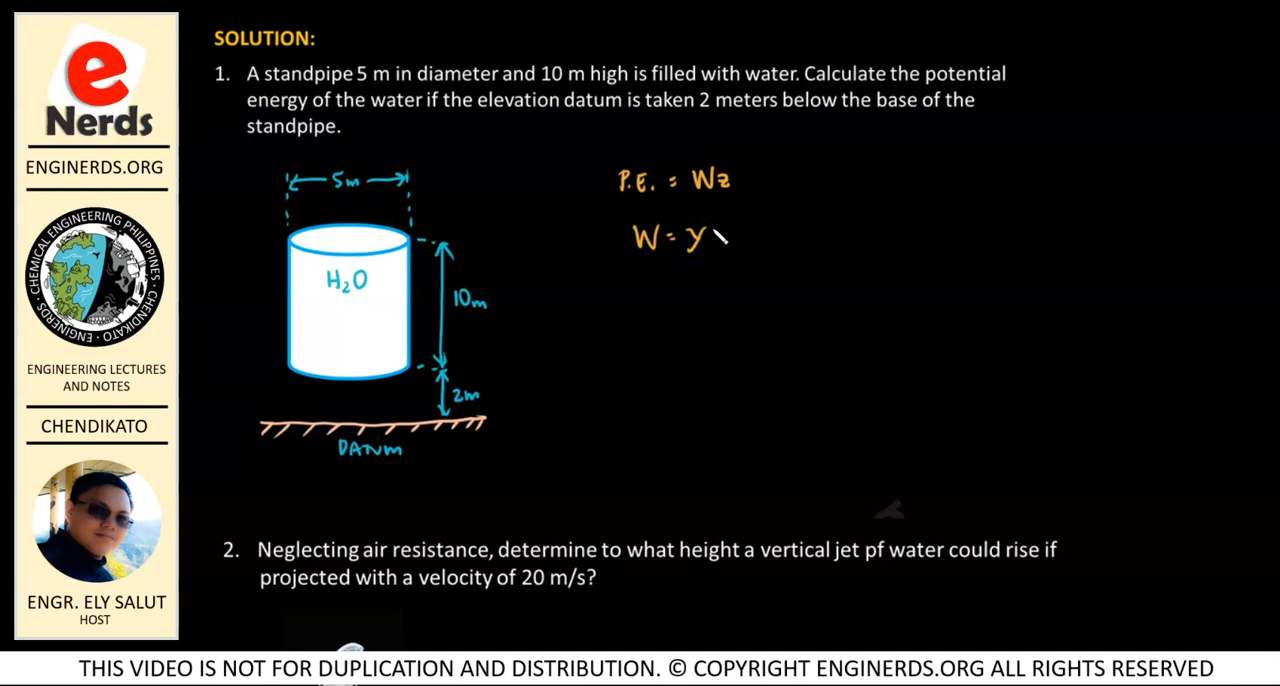 e
Nerds
ENGINERDS.ORG
CHEMICAL ENGINEERING PHILIPPINES · CHENDIKATO · ENGINERDS ·
ENGINEERING LECTURES
AND NOTES
CHENDIKATO
ENGR. ELY SALUT
HOST
SOLUTION:
1. A standpipe 5 m in diameter and 10 m high is filled with water. Calculate the potential
energy of the water if the elevation datum is taken 2 meters below the base of the
standpipe.
5m
H₂O
10m
2m
DATUM
P.E. = Wz
W = γ
2. Neglecting air resistance, determine to what height a vertical jet pf water could rise if
projected with a velocity of 20 m/s?
THIS VIDEO IS NOT FOR DUPLICATION AND DISTRIBUTION. © COPYRIGHT ENGINERDS.ORG ALL RIGHTS RESERVED